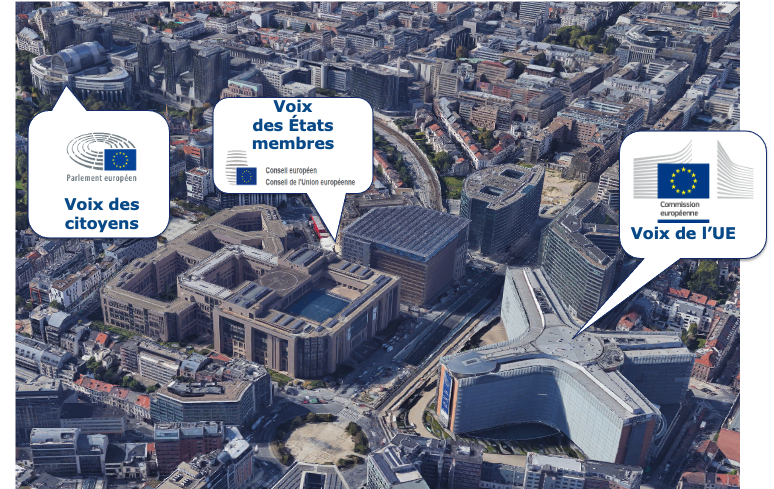 Parlement européen
Voix des
citoyens
Voix
des États
membres
Conseil européen
Conseil de l'Union européenne
Commission
européenne
Voix de l’UE